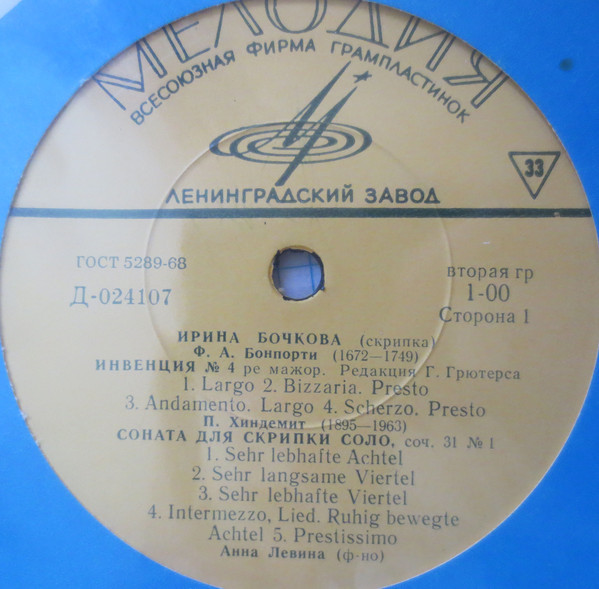 МЕЛОДИЯ
ВСЕСОЮЗНАЯ ФИРМА ГРАМПЛАСТИНОК
33
ЛЕНИНГРАДСКИЙ ЗАВОД
ГОСТ 5289-68
Д-024107
вторая гр
1-00
Сторона 1
ИРИНА БОЧКОВА (скрипка)
Ф. А. Бонпорти (1672—1749)
ИНВЕНЦИЯ № 4 ре мажор. Редакция Г. Грютерса
1. Largo 2. Bizzaria. Presto
3. Andamento. Largo 4. Scherzo. Presto
П. Хиндемит (1895—1963)
СОНАТА ДЛЯ СКРИПКИ СОЛО, соч. 31 № 1
1. Sehr lebhafte Achtel
2. Sehr langsame Viertel
3. Sehr lebhafte Viertel
4. Intermezzo, Lied. Ruhig bewegte
Achtel 5. Prestissimo
Анна Левина (ф-но)